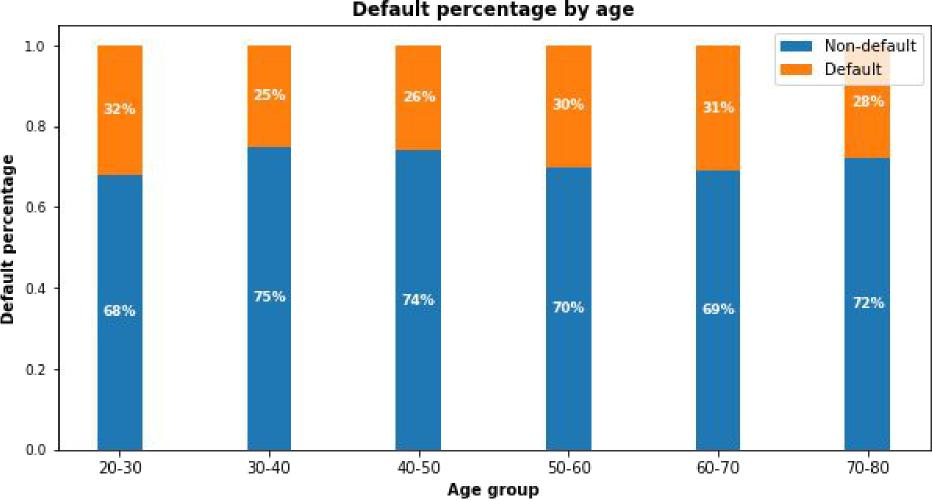 Default percentage by age
Non-default
Default
Default percentage
1.0
0.8
0.6
0.4
0.2
0.0
32% 25% 26% 30% 31% 28%
68% 75% 74% 70% 69% 72%
20-30 30-40 40-50 50-60 60-70 70-80
Age group